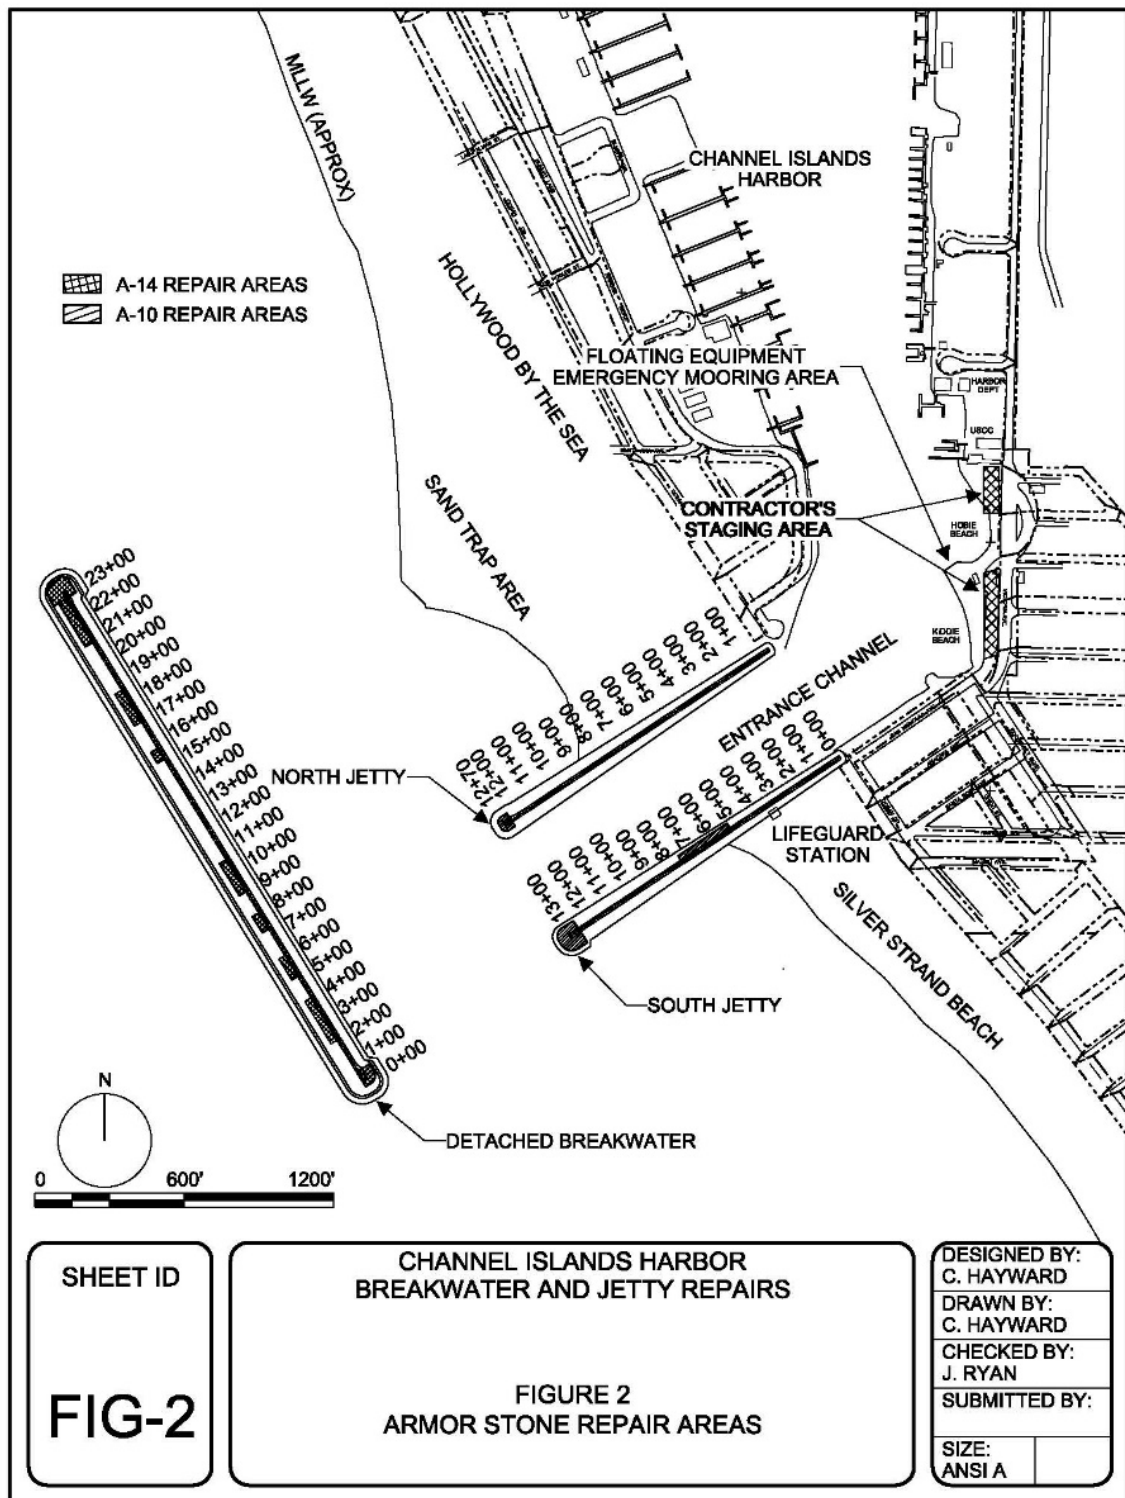 MLLW (APPROX)
CHANNEL ISLANDS
HARBOR
A-14 REPAIR AREAS
A-10 REPAIR AREAS
HOLLYWOOD BY THE SEA
FLOATING EQUIPMENT
EMERGENCY MOORING AREA
HARBOR
DEPT
USCG
SAND TRAP AREA
CONTRACTOR'S
STAGING AREA
HOBIE
BEACH
KIDDIE
BEACH
23+00
22+00
21+00
20+00
19+00
18+00
17+00
16+00
15+00
14+00
13+00
12+00
11+00
10+00
9+00
8+00
7+00
6+00
5+00
4+00
3+00
2+00
1+00
0+00
1+00
2+00
3+00
4+00
5+00
6+00
7+00
8+00
9+00
10+00
11+00
12+00
12+70
ENTRANCE CHANNEL
0+00
1+00
2+00
3+00
4+00
5+00
6+00
7+00
8+00
9+00
10+00
11+00
12+00
13+00
NORTH JETTY
LIFEGUARD
STATION
SILVER STRAND BEACH
SOUTH JETTY
DETACHED BREAKWATER
N
0 600' 1200'
SHEET ID
FIG-2
CHANNEL ISLANDS HARBOR
BREAKWATER AND JETTY REPAIRS
FIGURE 2
ARMOR STONE REPAIR AREAS
DESIGNED BY:
C. HAYWARD
DRAWN BY:
C. HAYWARD
CHECKED BY:
J. RYAN
SUBMITTED BY:
SIZE:
ANSI A